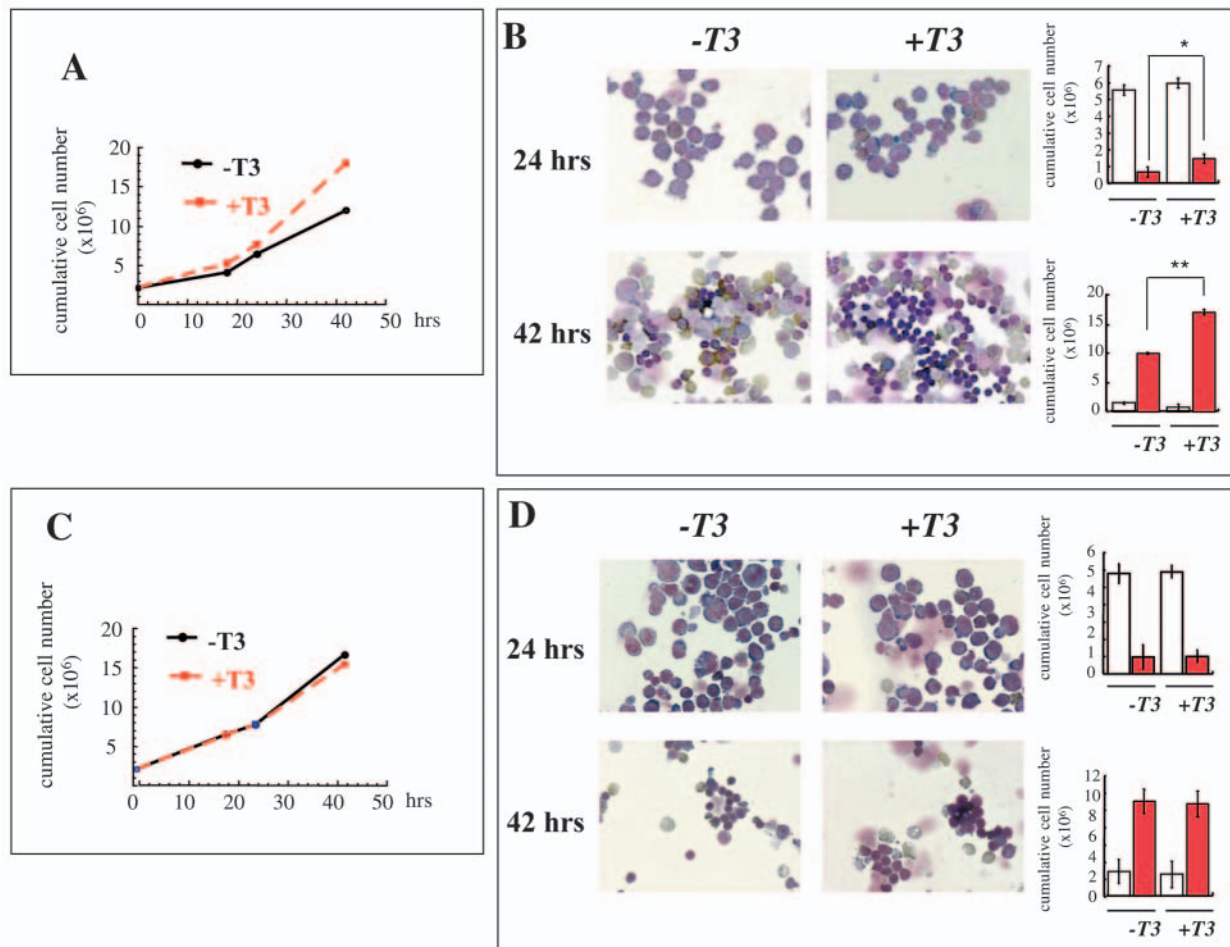 A
cumulative cell number
(x10⁶)
20
15
10
5
-T3
+T3
0 10 20 30 40 50 hrs
B
-T3 +T3
24 hrs
42 hrs
cumulative cell number
(x10⁶)
*
7
6
5
4
3
2
1
0
-T3 +T3
cumulative cell number
(x10⁶)
**
20
15
10
5
0
-T3 +T3
C
cumulative cell number
(x10⁶)
20
15
10
5
-T3
+T3
0 10 20 30 40 50 hrs
D
-T3 +T3
24 hrs
42 hrs
cumulative cell number
(x10⁶)
6
5
4
3
2
1
0
-T3 +T3
cumulative cell number
(x10⁶)
12
10
8
6
4
2
0
-T3 +T3